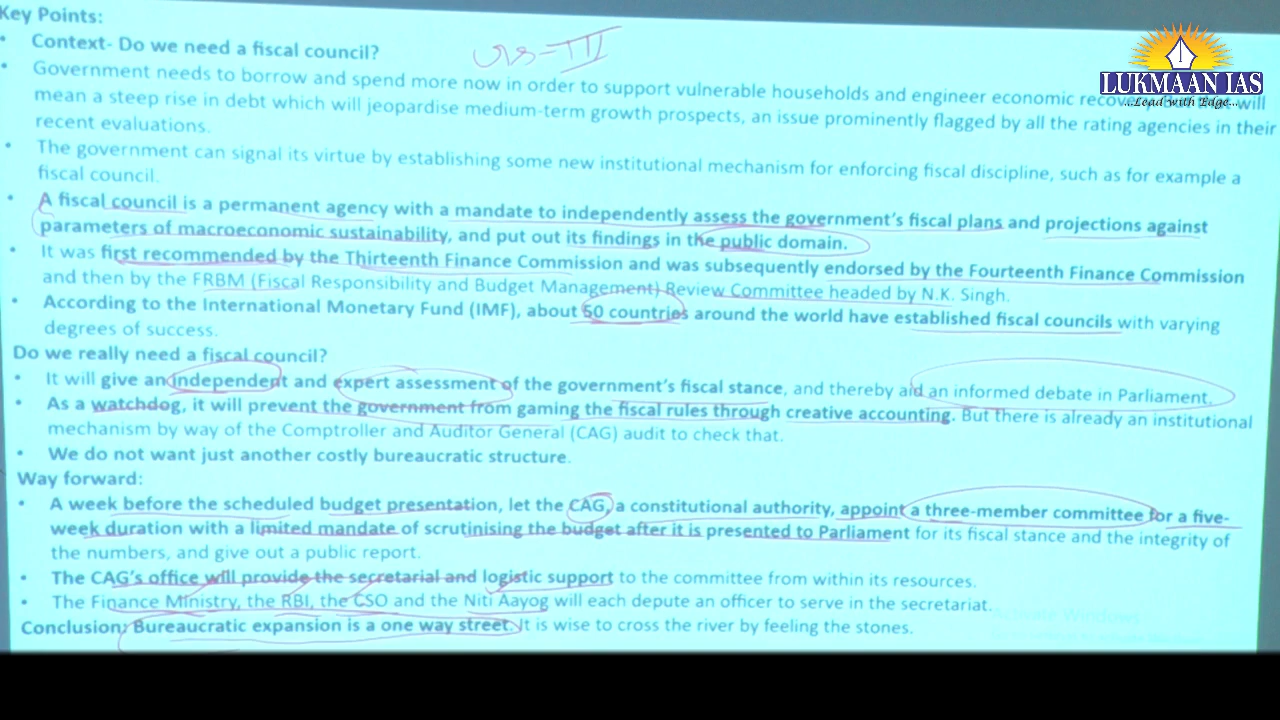 Key Points:
• Context- Do we need a fiscal council?
GS-III
LUKMAAN IAS
...Lead with Edge...
• Government needs to borrow and spend more now in order to support vulnerable households and engineer economic will
mean a steep rise in debt which will jeopardise medium-term growth prospects, an issue prominently flagged by all the rating agencies in their
recent evaluations.
• The government can signal its virtue by establishing some new institutional mechanism for enforcing fiscal discipline, such as for example a
fiscal council.
• A fiscal council is a permanent agency with a mandate to independently assess the government's fiscal plans and projections against
parameters of macroeconomic sustainability, and put out its findings in the public domain.
• It was first recommended by the Thirteenth Finance Commission and was subsequently endorsed by the Fourteenth Finance Commission
and then by the FRBM (Fiscal Responsibility and Budget Management) Review Committee headed by N.K. Singh.
• According to the International Monetary Fund (IMF), about 50 countries around the world have established fiscal councils with varying
degrees of success.
Do we really need a fiscal council?
• It will give an independent and expert assessment of the government's fiscal stance, and thereby aid an informed debate in Parliament.
• As a watchdog, it will prevent the government from gaming the fiscal rules through creative accounting. But there is already an institutional
mechanism by way of the Comptroller and Auditor General (CAG) audit to check that.
• We do not want just another costly bureaucratic structure.
Way forward:
• A week before the scheduled budget presentation, let the CAG, a constitutional authority, appoint a three-member committee for a five-
week duration with a limited mandate of scrutinising the budget after it is presented to Parliament for its fiscal stance and the integrity of
the numbers, and give out a public report.
• The CAG's office will provide the secretarial and logistic support to the committee from within its resources.
• The Finance Ministry, the RBI, the CSO and the Niti Aayog will each depute an officer to serve in the secretariat.
Conclusion: Bureaucratic expansion is a one way street. It is wise to cross the river by feeling the stones.
Activate Windows